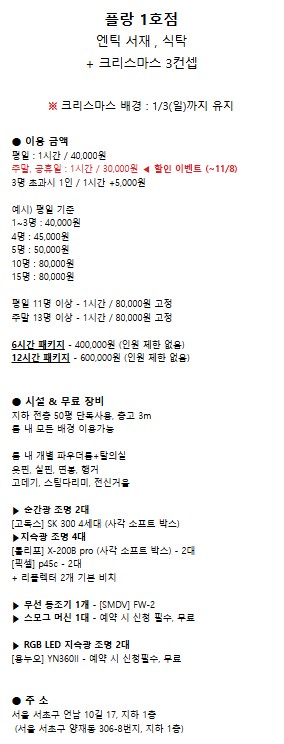 플랑 1호점
엔틱 서재 , 식탁
+ 크리스마스 3컨셉
※ 크리스마스 배경 : 1/3(일)까지 유지
● 이용 금액
평일 : 1시간 / 40,000원
주말, 공휴일 : 1시간 / 30,000원 ◀ 할인 이벤트 (~11/8)
3명 초과시 1인 / 1시간 +5,000원
예시) 평일 기준
1~3명 : 40,000원
4명 : 45,000원
5명 : 50,000원
10명 : 80,000원
15명 : 80,000원
평일 11명 이상 - 1시간 / 80,000원 고정
주말 13명 이상 - 1시간 / 80,000원 고정
6시간 패키지 - 400,000원 (인원 제한 없음)
12시간 패키지 - 600,000원 (인원 제한 없음)
● 시설 & 무료 장비
지하 전층 50평 단독사용, 층고 3m
룸 내 모든 배경 이용가능
룸 내 개별 파우더룸+탈의실
옷핀, 실핀, 면봉, 행거
고데기, 스팀다리미, 전신거울
▶ 순간광 조명 2대
[고독스] SK 300 4세대 (사각 소프트 박스)
▶지속광 조명 4대
[롤리포] X-200B pro (사각 소프트 박스) - 2대
[픽셀] p45c - 2대
+ 리플렉터 2개 기본 비치
▶ 무선 동조기 1개 - [SMDV] FW-2
▶ 스모그 머신 1대 - 예약 시 신청 필수, 무료
▶ RGB LED 지속광 조명 2대
[용누오] YN360II - 예약 시 신청필수, 무료
● 주 소
서울 서초구 언남 10길 17, 지하 1층
(서울 서초구 양재동 306-8번지, 지하 1층)